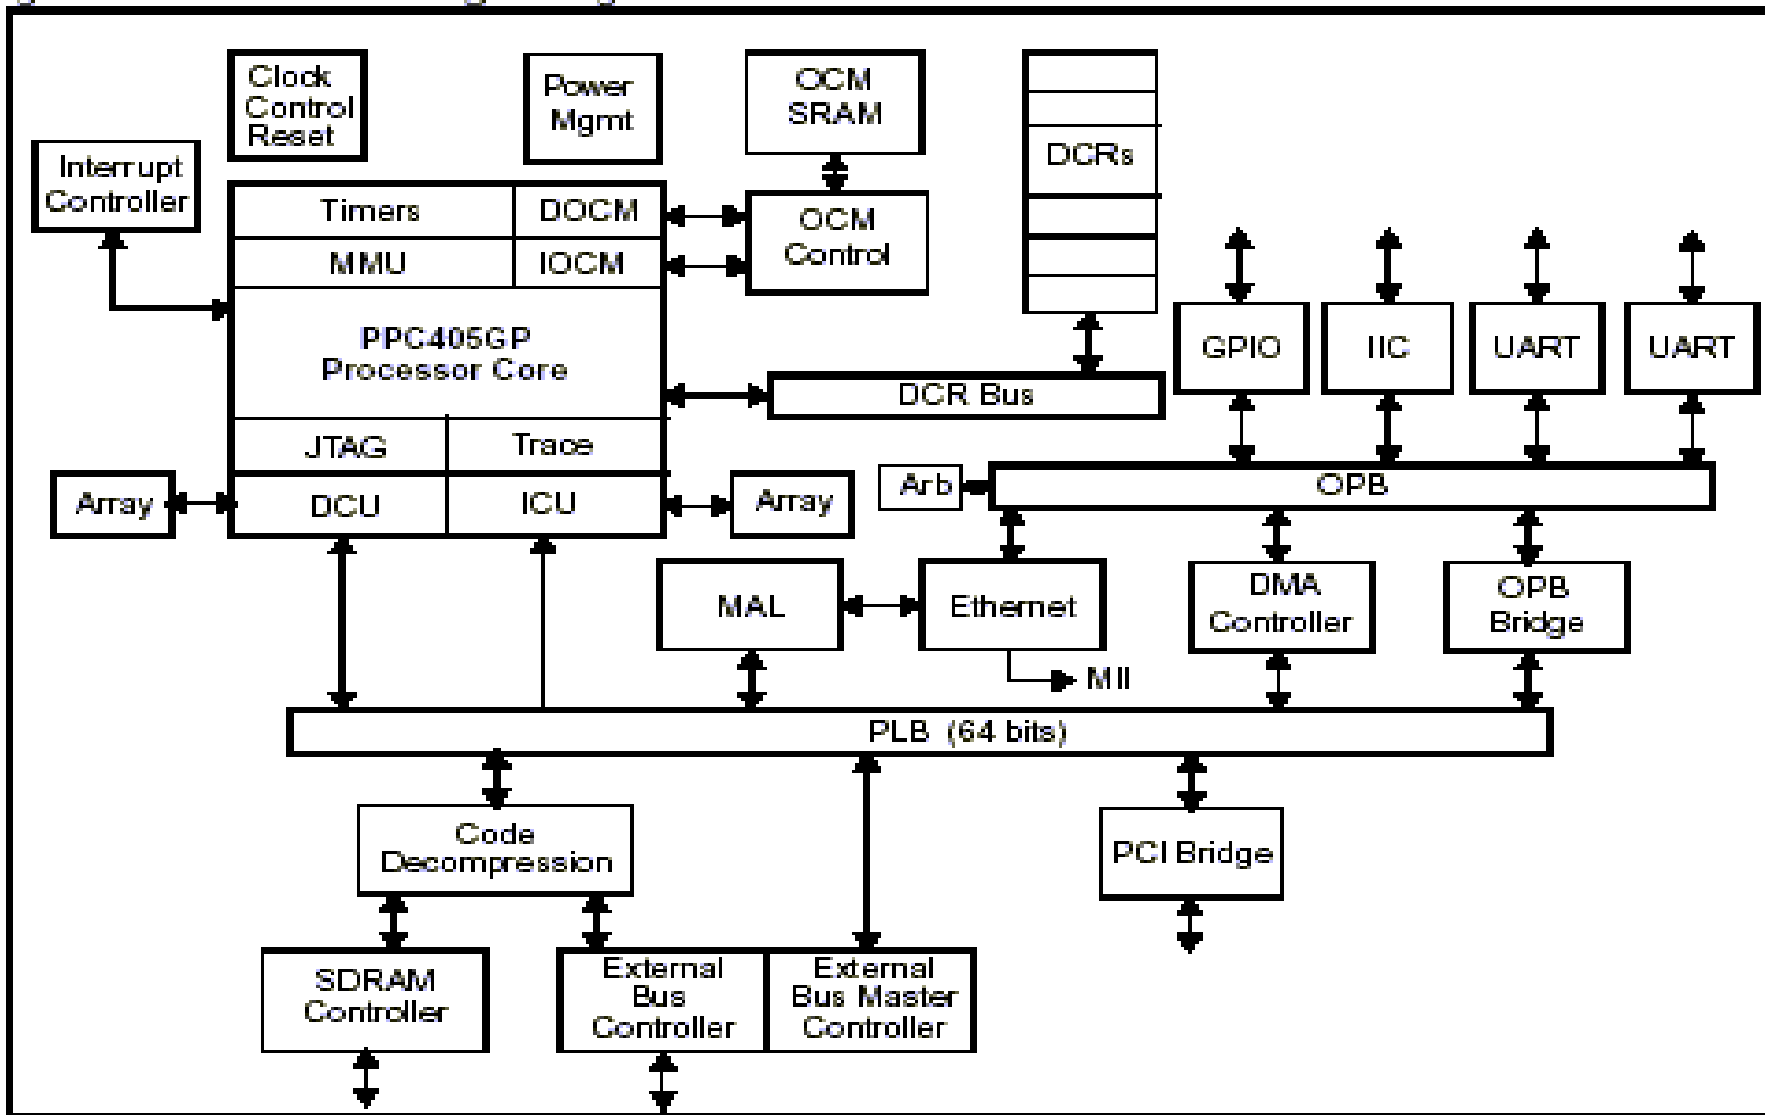 Clock
Control
Reset
Power
Mgmt
OCM
SRAM
DCRs
Interrupt
Controller
Timers
DOCM
OCM
Control
MMU
IOCM
PPC405GP
Processor Core
GPIO
IIC
UART
UART
DCR Bus
JTAG
Trace
Array
DCU
ICU
Array
Arb
OPB
MAL
Ethernet
DMA
Controller
OPB
Bridge
MII
PLB (64 bits)
Code
Decompression
PCI Bridge
SDRAM
Controller
External
Bus
Controller
External
Bus Master
Controller